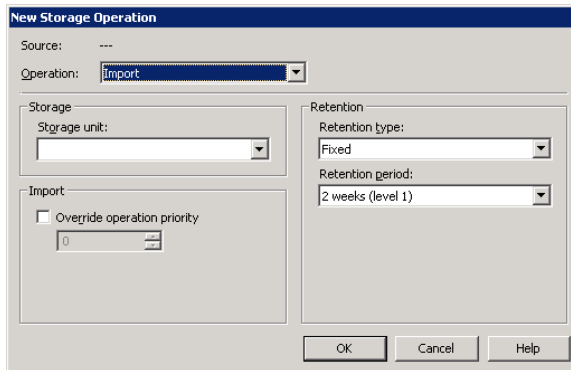 New Storage Operation
Source: ---
Operation: Import
Storage
Storage unit:
Import
Override operation priority
0
Retention
Retention type:
Fixed
Retention period:
2 weeks (level 1)
OK Cancel Help